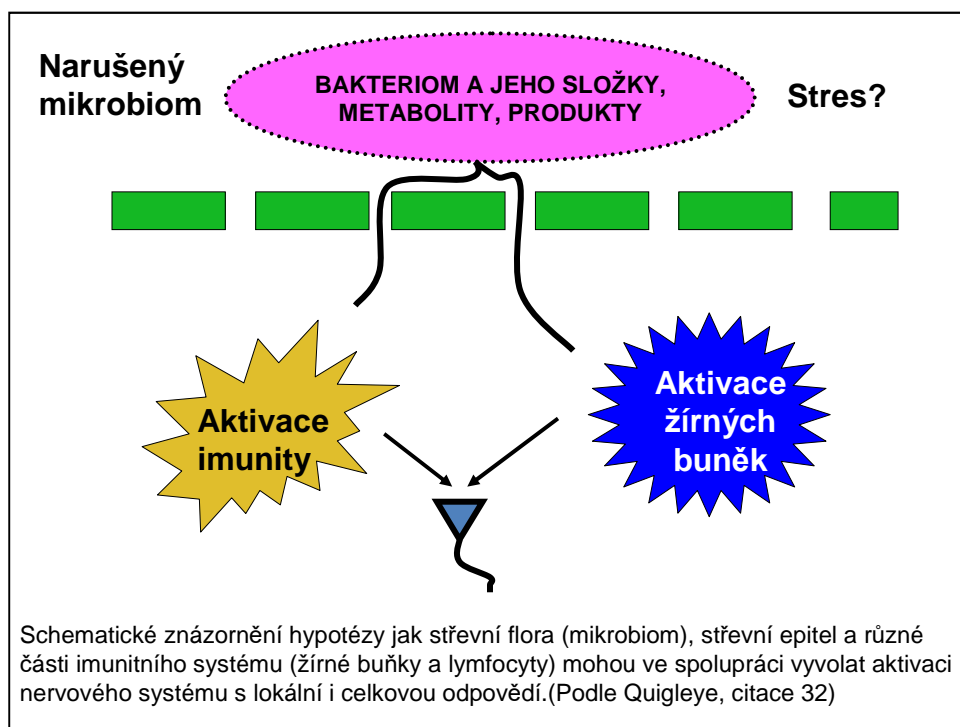 Narušený
mikrobiom
BAKTERIOM A JEHO SLOŽKY,
METABOLITY, PRODUKTY
Stres?
Aktivace
imunity
Aktivace
žírných
buněk
Schematické znázornění hypotézy jak střevní flora (mikrobiom), střevní epitel a různé
části imunitního systému (žírné buňky a lymfocyty) mohou ve spolupráci vyvolat aktivaci
nervového systému s lokální i celkovou odpovědí.(Podle Quigleye, citace 32)